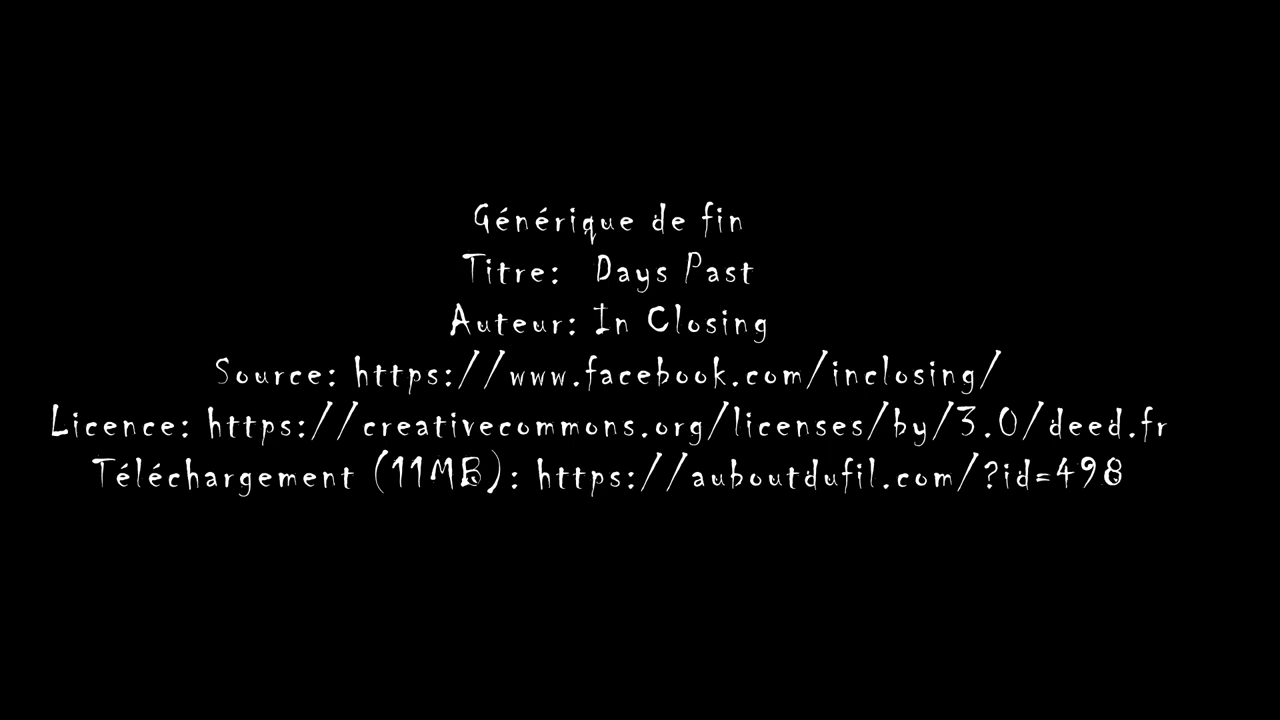 Générique de fin
Titre: Days Past
Auteur: In Closing
Source: https://www.facebook.com/inclosing/
Licence: https://creativecommons.org/licenses/by/3.0/deed.fr
Téléchargement (11MB): https://auboutdufil.com/?id=498